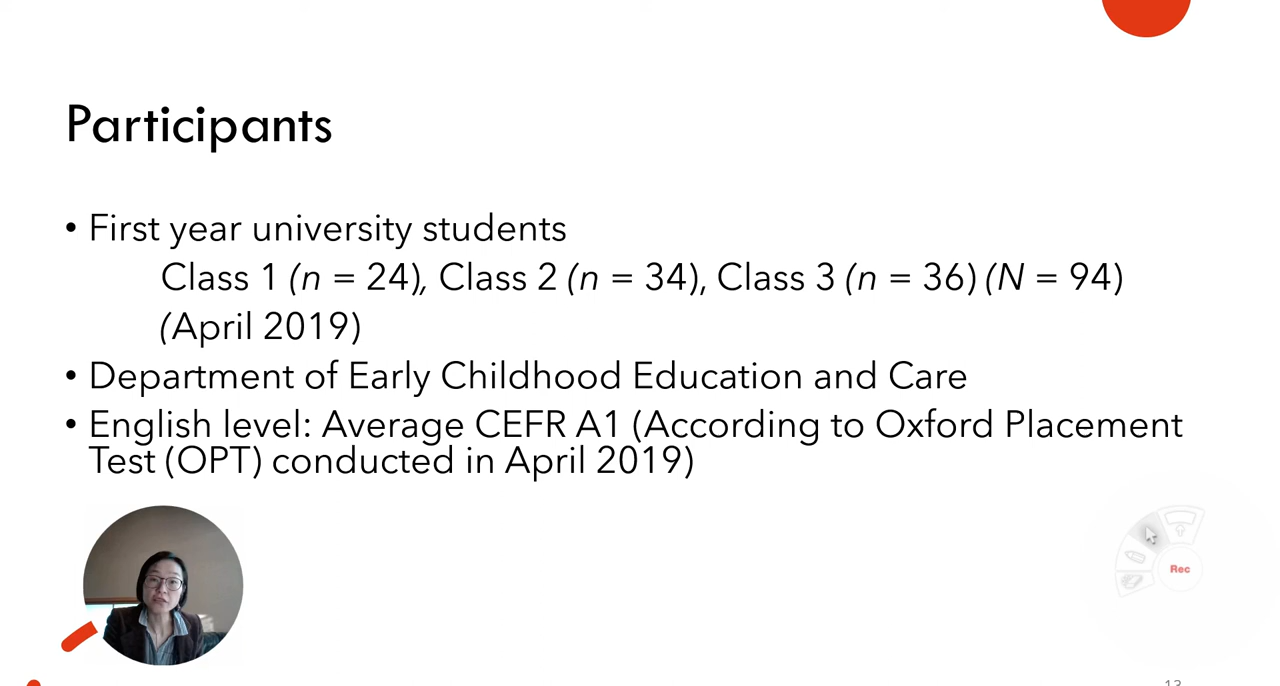 Participants
• First year university students
Class 1 (n = 24), Class 2 (n = 34), Class 3 (n = 36) (N = 94)
(April 2019)
• Department of Early Childhood Education and Care
• English level: Average CEFR A1 (According to Oxford Placement
Test (OPT) conducted in April 2019)
Rec
13